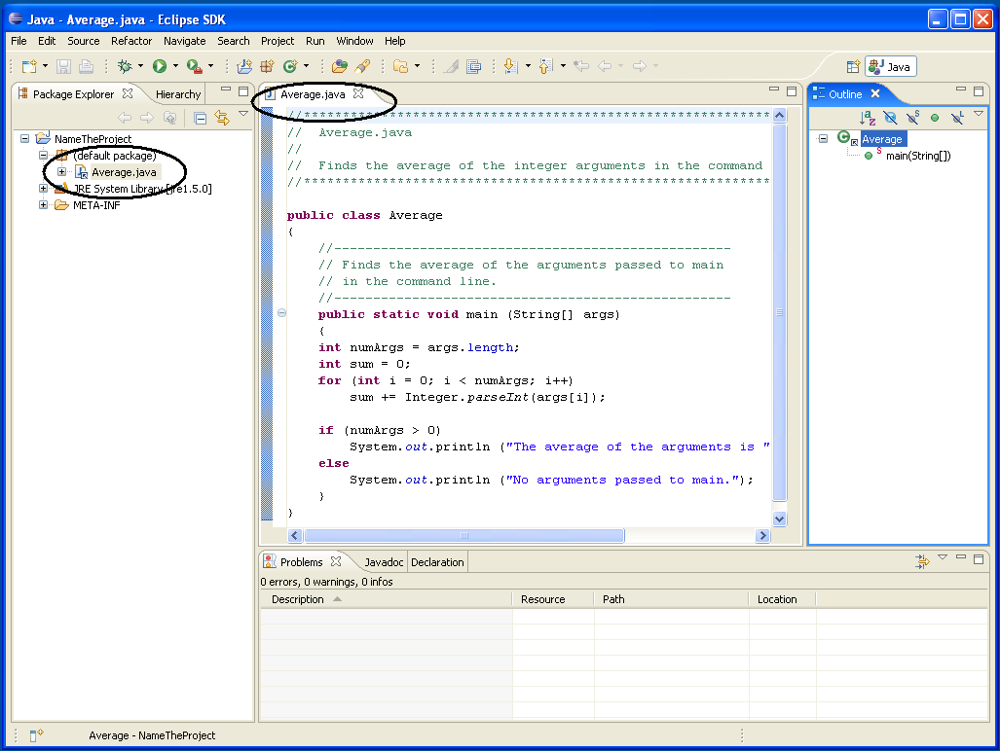 Java - Average.java - Eclipse SDK
File Edit Source Refactor Navigate Search Project Run Window Help
Java
Package Explorer Hierarchy
NameTheProject
(default package)
Average.java
JRE System Library [jre1.5.0]
META-INF
Average.java
//************************************************************
//  Average.java
//
//  Finds the average of the integer arguments in the command
//************************************************************
public class Average
{
//---------------------------------------------------
// Finds the average of the arguments passed to main
// in the command line.
//---------------------------------------------------
public static void main (String[] args)
{
int numArgs = args.length;
int sum = 0;
for (int i = 0; i < numArgs; i++)
sum += Integer.parseInt(args[i]);
if (numArgs > 0)
System.out.println ("The average of the arguments is "
else
System.out.println ("No arguments passed to main.");
}
}
Outline
Average
main(String[])
Problems Javadoc Declaration
0 errors, 0 warnings, 0 infos
Description Resource Path Location
Average - NameTheProject